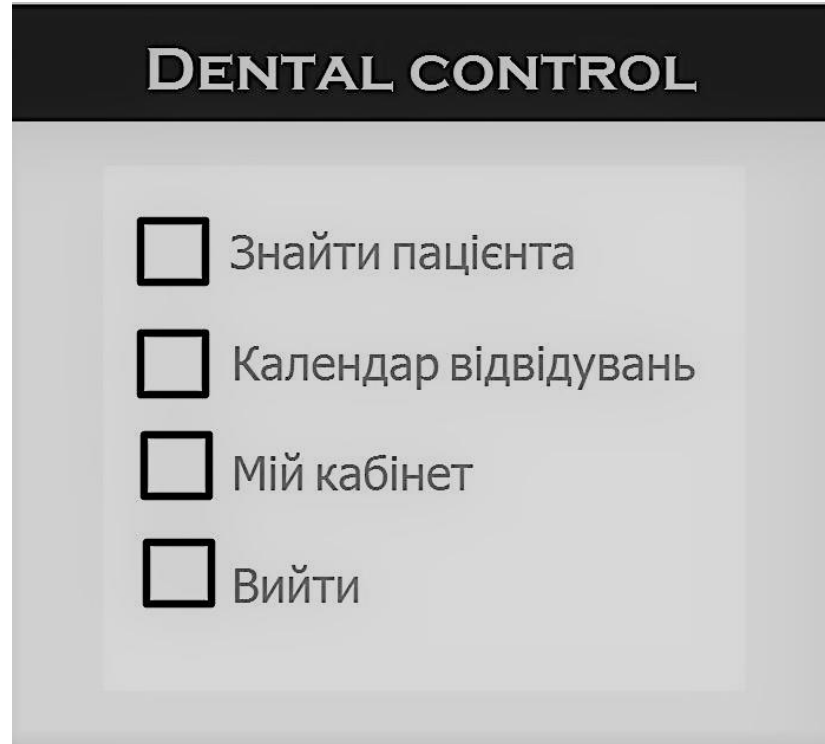 DENTAL CONTROL
Знайти пацієнта
Календар відвідувань
Мій кабінет
Вийти